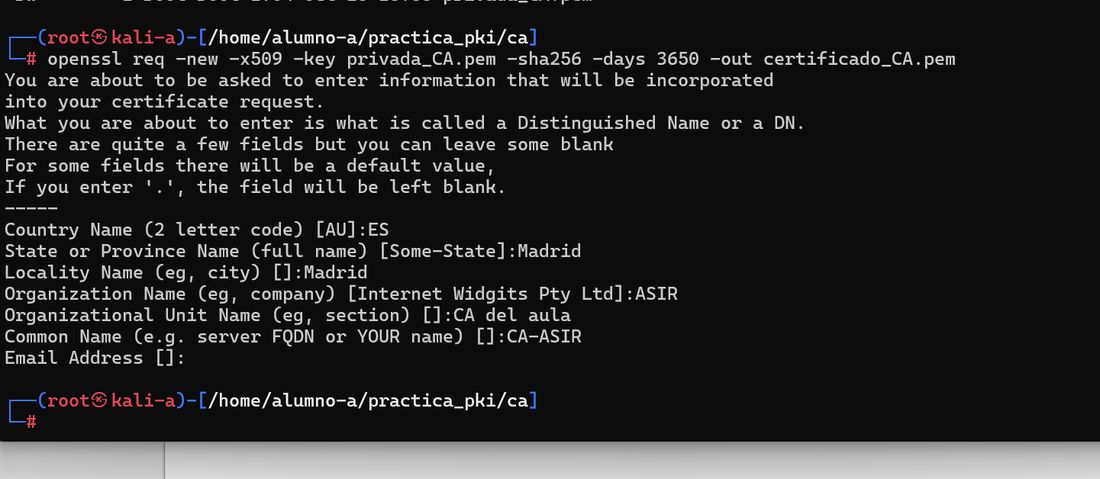 ┌──(root㉿kali-a)-[/home/alumno-a/practica_pki/ca]
└─# openssl req -new -x509 -key privada_CA.pem -sha256 -days 3650 -out certificado_CA.pem
You are about to be asked to enter information that will be incorporated
into your certificate request.
What you are about to enter is what is called a Distinguished Name or a DN.
There are quite a few fields but you can leave some blank
For some fields there will be a default value,
If you enter '.', the field will be left blank.
-----
Country Name (2 letter code) [AU]:ES
State or Province Name (full name) [Some-State]:Madrid
Locality Name (eg, city) []:Madrid
Organization Name (eg, company) [Internet Widgits Pty Ltd]:ASIR
Organizational Unit Name (eg, section) []:CA del aula
Common Name (e.g. server FQDN or YOUR name) []:CA-ASIR
Email Address []:
┌──(root㉿kali-a)-[/home/alumno-a/practica_pki/ca]
└─#